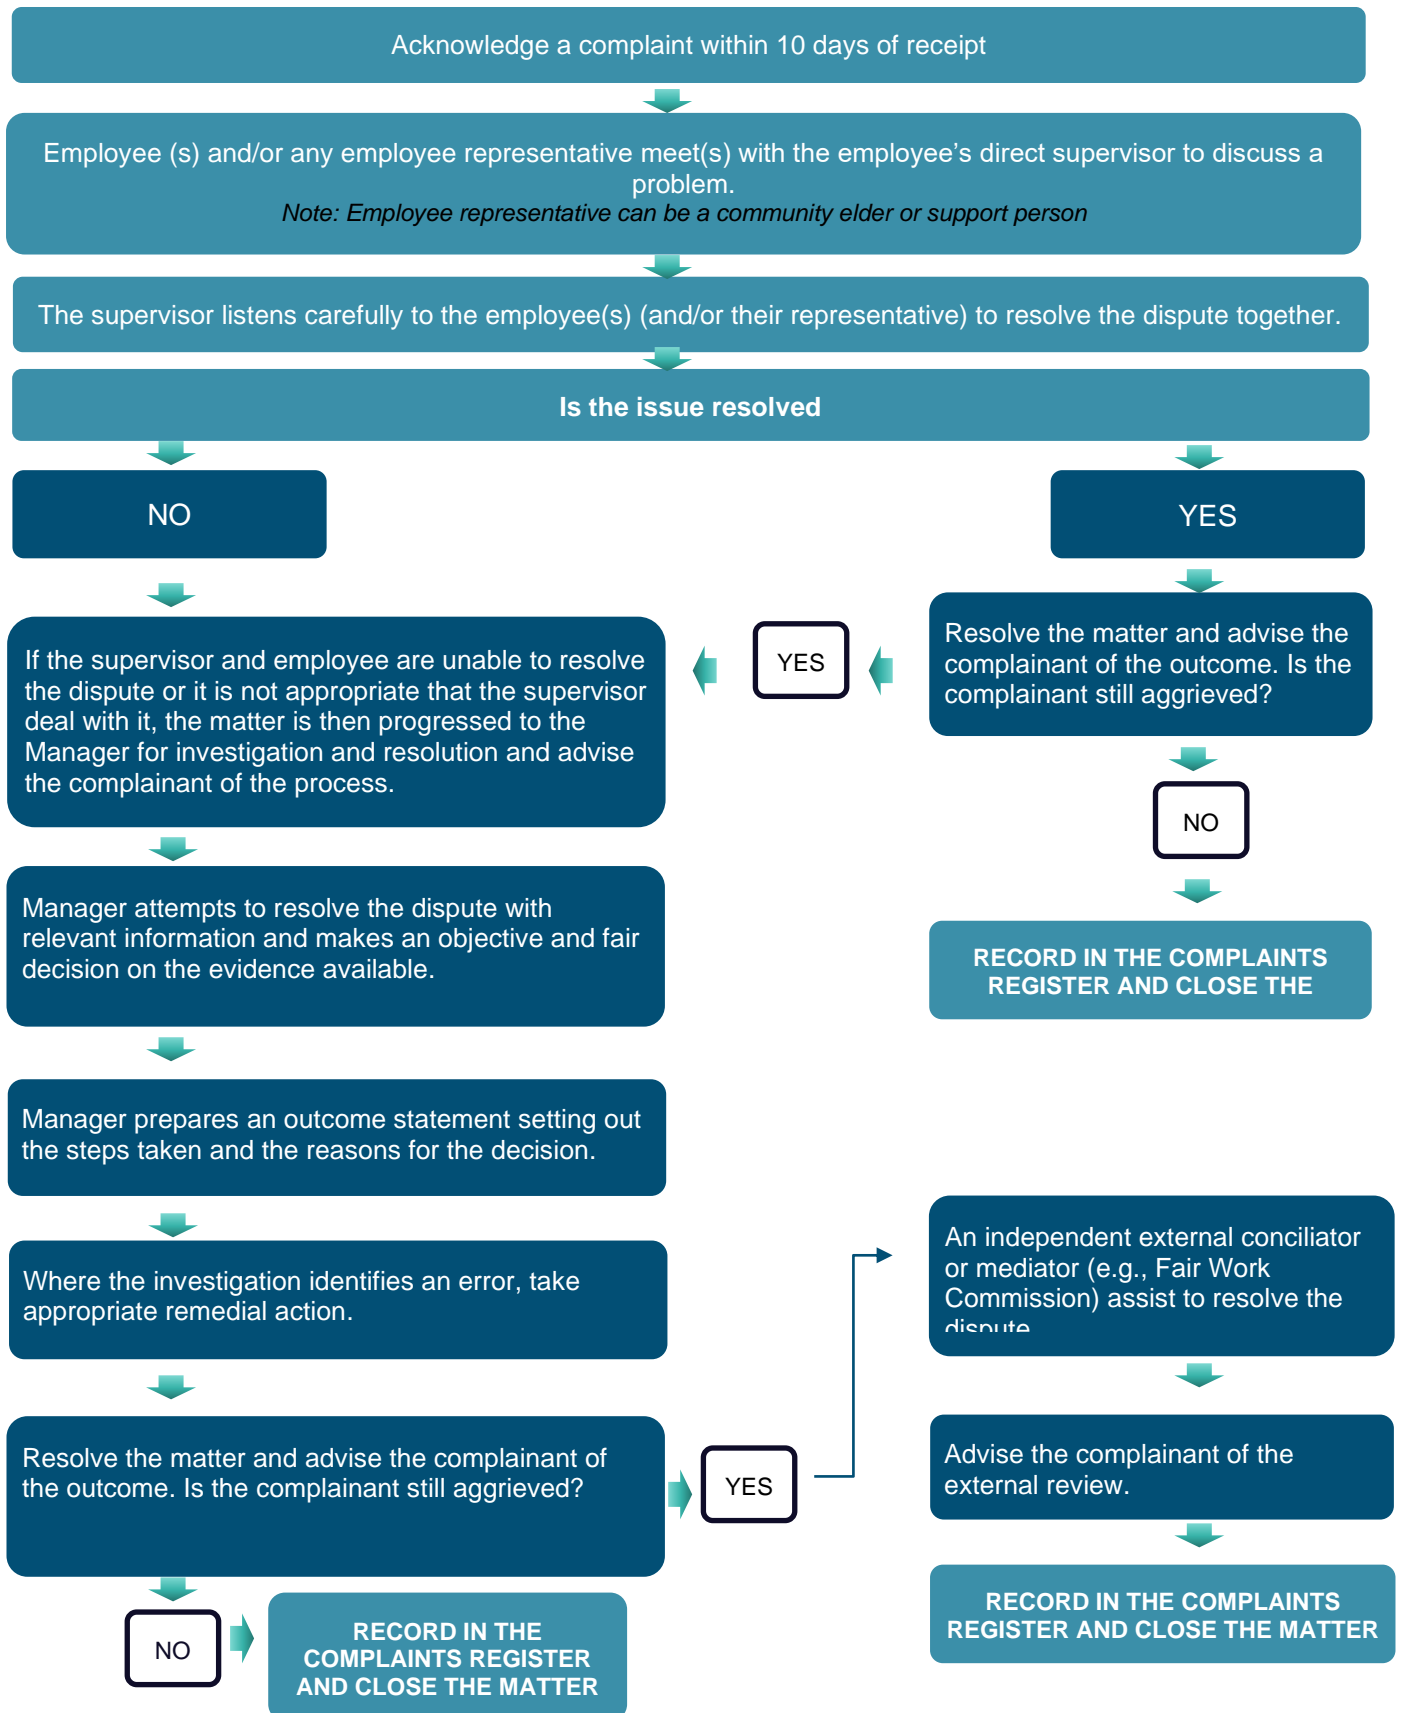 Acknowledge a complaint within 10 days of receipt
Employee (s) and/or any employee representative meet(s) with the employee's direct supervisor to discuss a
problem.
Note: Employee representative can be a community elder or support person
The supervisor listens carefully to the employee(s) (and/or their representative) to resolve the dispute together.
Is the issue resolved
NO
YES
If the supervisor and employee are unable to resolve
the dispute or it is not appropriate that the supervisor
deal with it, the matter is then progressed to the
Manager for investigation and resolution and advise
the complainant of the process.
YES
Resolve the matter and advise the
complainant of the outcome. Is the
complainant still aggrieved?
NO
RECORD IN THE COMPLAINTS
REGISTER AND CLOSE THE
Manager attempts to resolve the dispute with
relevant information and makes an objective and fair
decision on the evidence available.
Manager prepares an outcome statement setting out
the steps taken and the reasons for the decision.
Where the investigation identifies an error, take
appropriate remedial action.
Resolve the matter and advise the complainant of
the outcome. Is the complainant still aggrieved?
YES
NO
RECORD IN THE
COMPLAINTS REGISTER
AND CLOSE THE MATTER
An independent external conciliator
or mediator (e.g., Fair Work
Commission) assist to resolve the
dispute
Advise the complainant of the
external review.
RECORD IN THE COMPLAINTS
REGISTER AND CLOSE THE MATTER